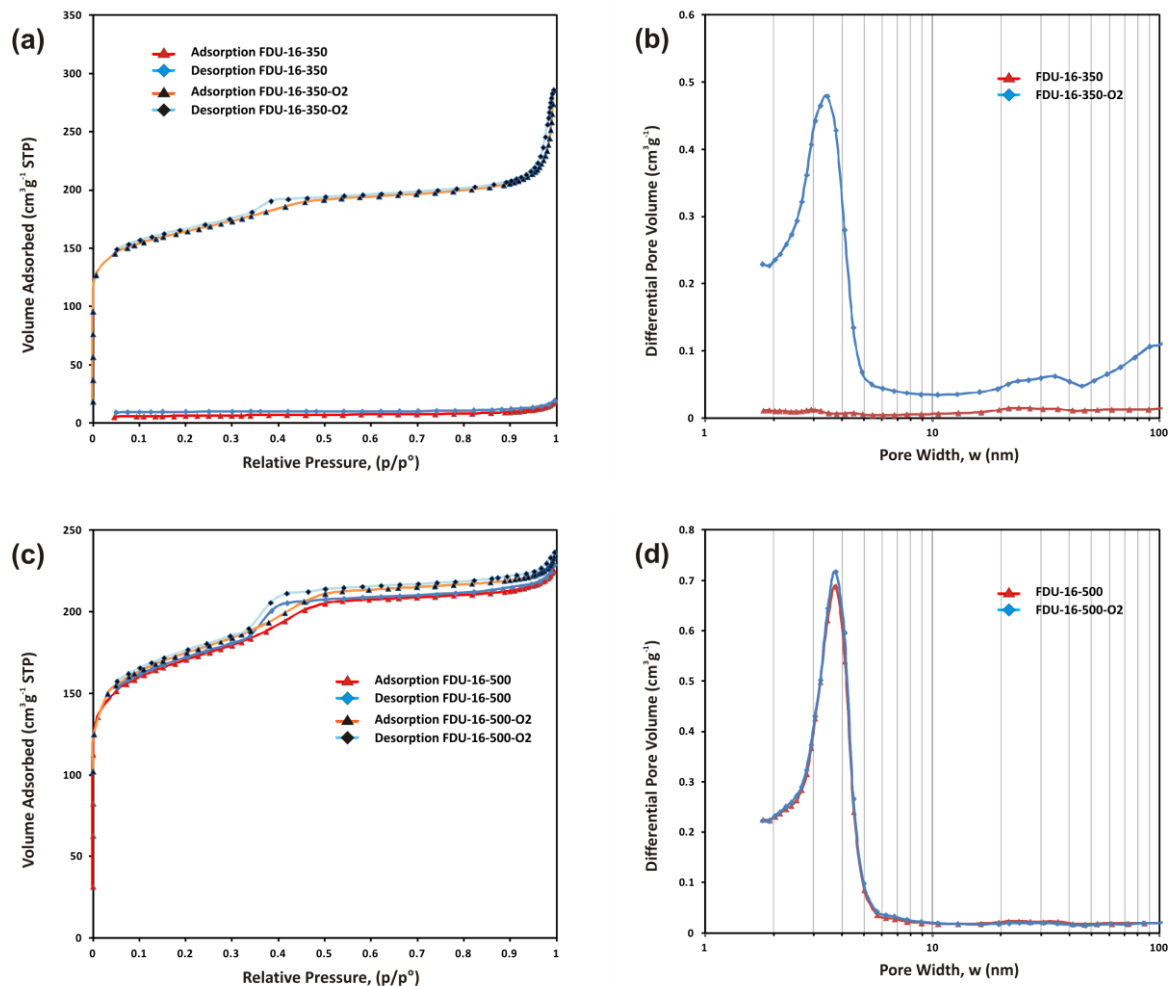 (a)
350
300
250
200
150
100
50
0
Volume Adsorbed (cm³g⁻¹ STP)
Adsorption FDU-16-350
Desorption FDU-16-350
Adsorption FDU-16-350-O2
Desorption FDU-16-350-O2
0 0.1 0.2 0.3 0.4 0.5 0.6 0.7 0.8 0.9 1
Relative Pressure, (p/p°)
(b)
0.6
0.5
0.4
0.3
0.2
0.1
0
Differential Pore Volume (cm³g⁻¹)
FDU-16-350
FDU-16-350-O2
1 10 100
Pore Width, w (nm)
(c)
250
200
150
100
50
0
Volume Adsorbed (cm³g⁻¹ STP)
Adsorption FDU-16-500
Desorption FDU-16-500
Adsorption FDU-16-500-O2
Desorption FDU-16-500-O2
0 0.1 0.2 0.3 0.4 0.5 0.6 0.7 0.8 0.9 1
Relative Pressure, (p/p°)
(d)
0.8
0.7
0.6
0.5
0.4
0.3
0.2
0.1
0
Differential Pore Volume (cm³g⁻¹)
FDU-16-500
FDU-16-500-O2
1 10 100
Pore Width, w (nm)